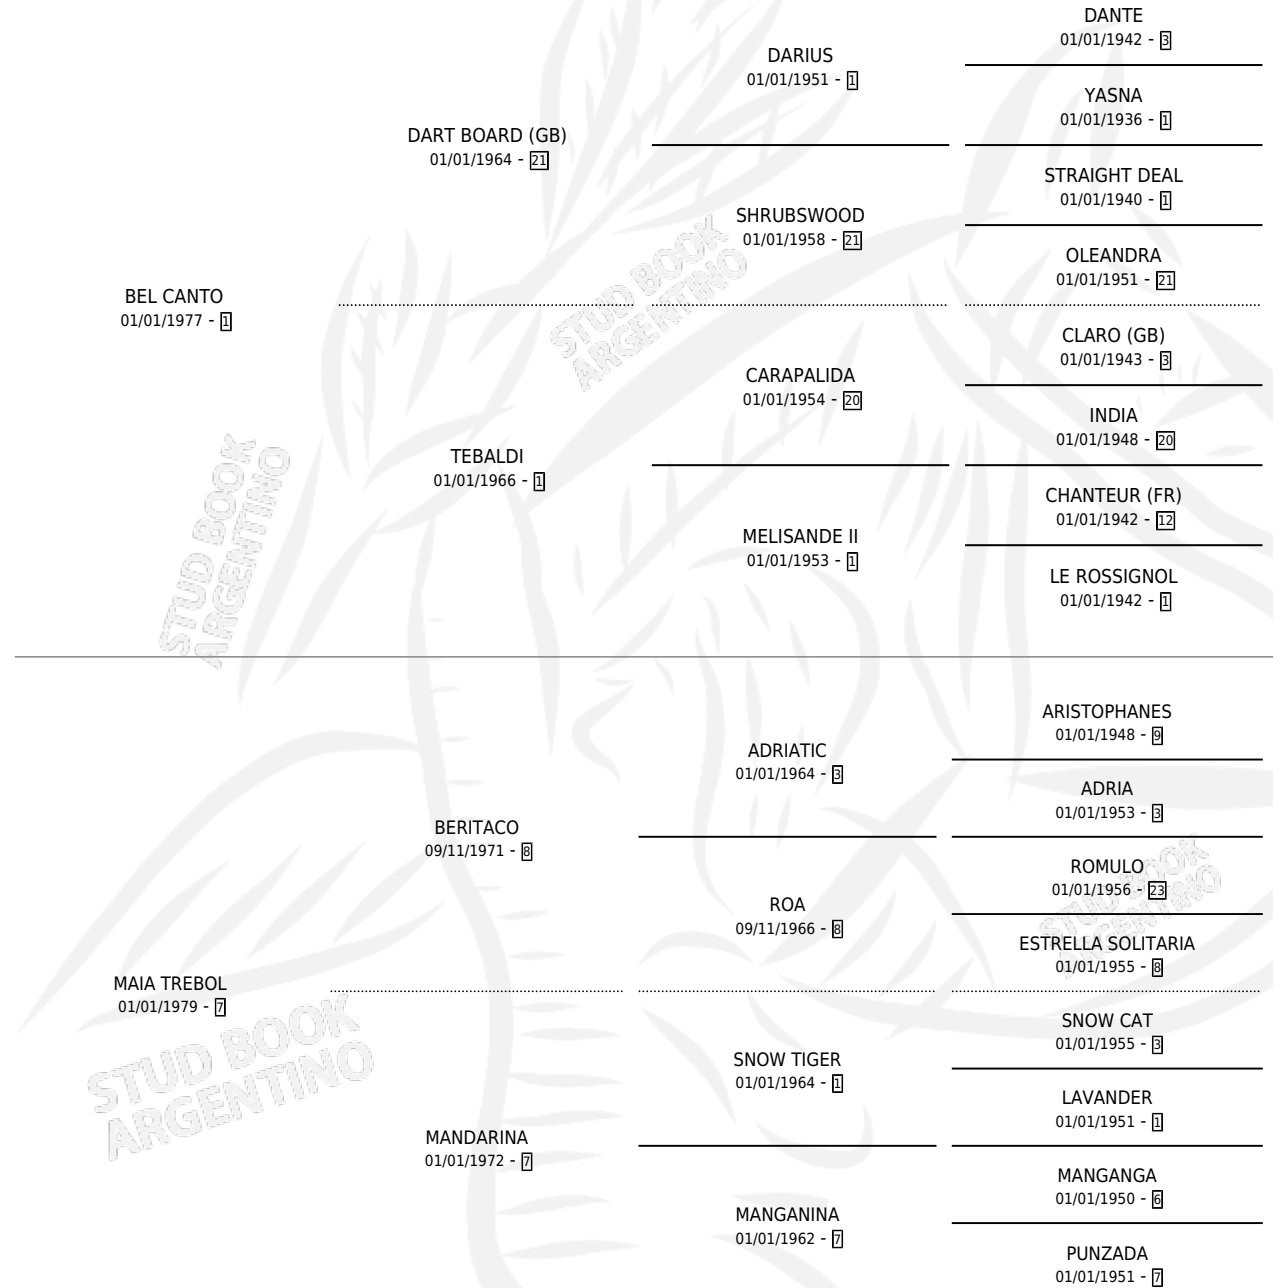 DANTE
01/01/1942 - 3
DARIUS
01/01/1951 - 1
YASNA
01/01/1936 - 1
DART BOARD (GB)
01/01/1964 - 21
STRAIGHT DEAL
01/01/1940 - 1
SHRUBSWOOD
01/01/1958 - 21
OLEANDRA
01/01/1951 - 21
BEL CANTO
01/01/1977 - 1
STUD BOOK
ARGENTINO
CLARO (GB)
01/01/1943 - 3
CARAPALIDA
01/01/1954 - 20
INDIA
01/01/1948 - 20
TEBALDI
01/01/1966 - 1
CHANTEUR (FR)
01/01/1942 - 12
MELISANDE II
01/01/1953 - 1
LE ROSSIGNOL
01/01/1942 - 1
STUD BOOK
ARGENTINO
ARISTOPHANES
01/01/1948 - 9
ADRIATIC
01/01/1964 - 3
ADRIA
01/01/1953 - 3
BERITACO
09/11/1971 - 8
ROMULO
01/01/1956 - 23
STUD BOOK
ARGENTINO
ROA
09/11/1966 - 8
ESTRELLA SOLITARIA
01/01/1955 - 8
MAIA TREBOL
01/01/1979 - 7
SNOW CAT
01/01/1955 - 3
STUD BOOK
ARGENTINO
SNOW TIGER
01/01/1964 - 1
LAVANDER
01/01/1951 - 1
MANDARINA
01/01/1972 - 7
MANGANGA
01/01/1950 - 6
MANGANINA
01/01/1962 - 7
PUNZADA
01/01/1951 - 7